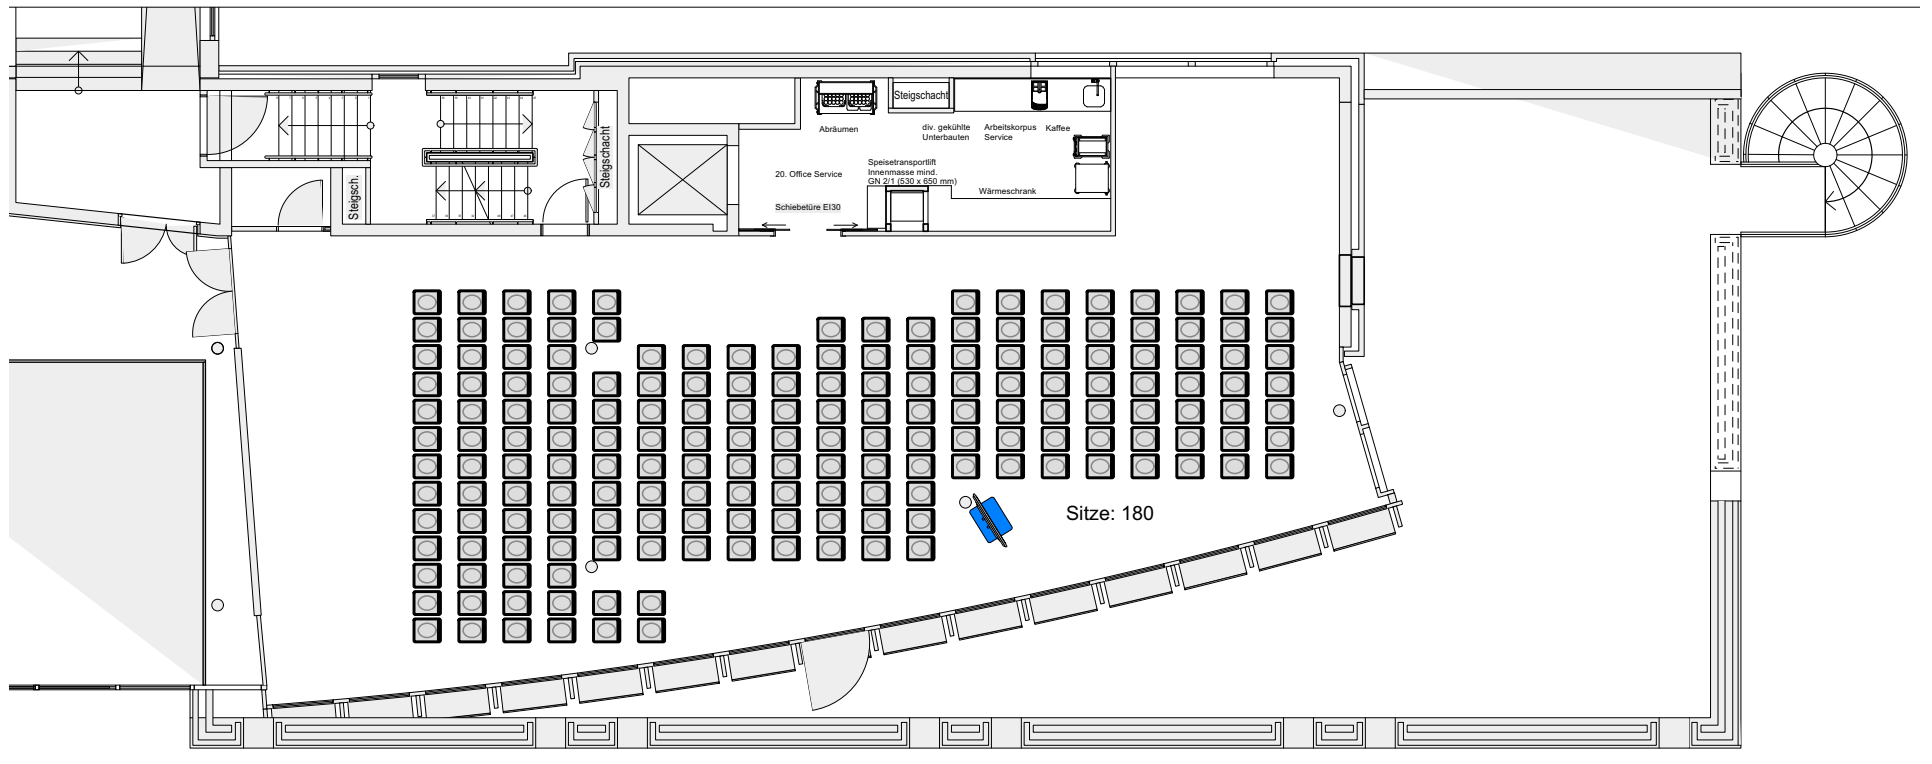 Steigschacht
Abräumen
div. gekühlte
Unterbauten
Arbeitskorpus
Service
Kaffee
Steigschacht
Speisetransportlift
Innenmasse mind.
GN 2/1 (530 x 650 mm)
20. Office Service
Wärmeschrank
Steigsch.
Schiebetüre EI30
Sitze: 180